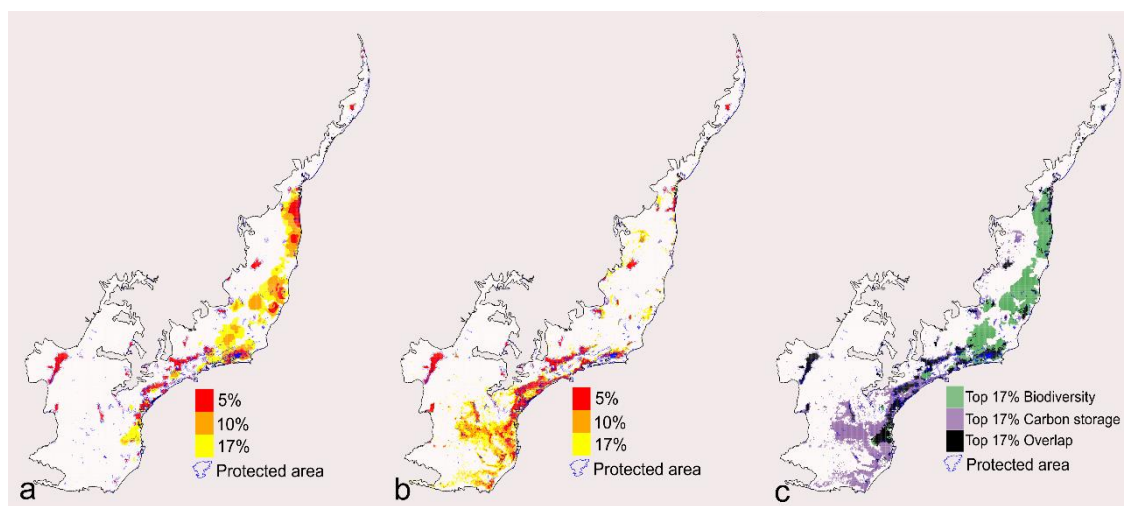 5%
10%
17%
Protected area
a
5%
10%
17%
Protected area
b
Top 17% Biodiversity
Top 17% Carbon storage
Top 17% Overlap
Protected area
c